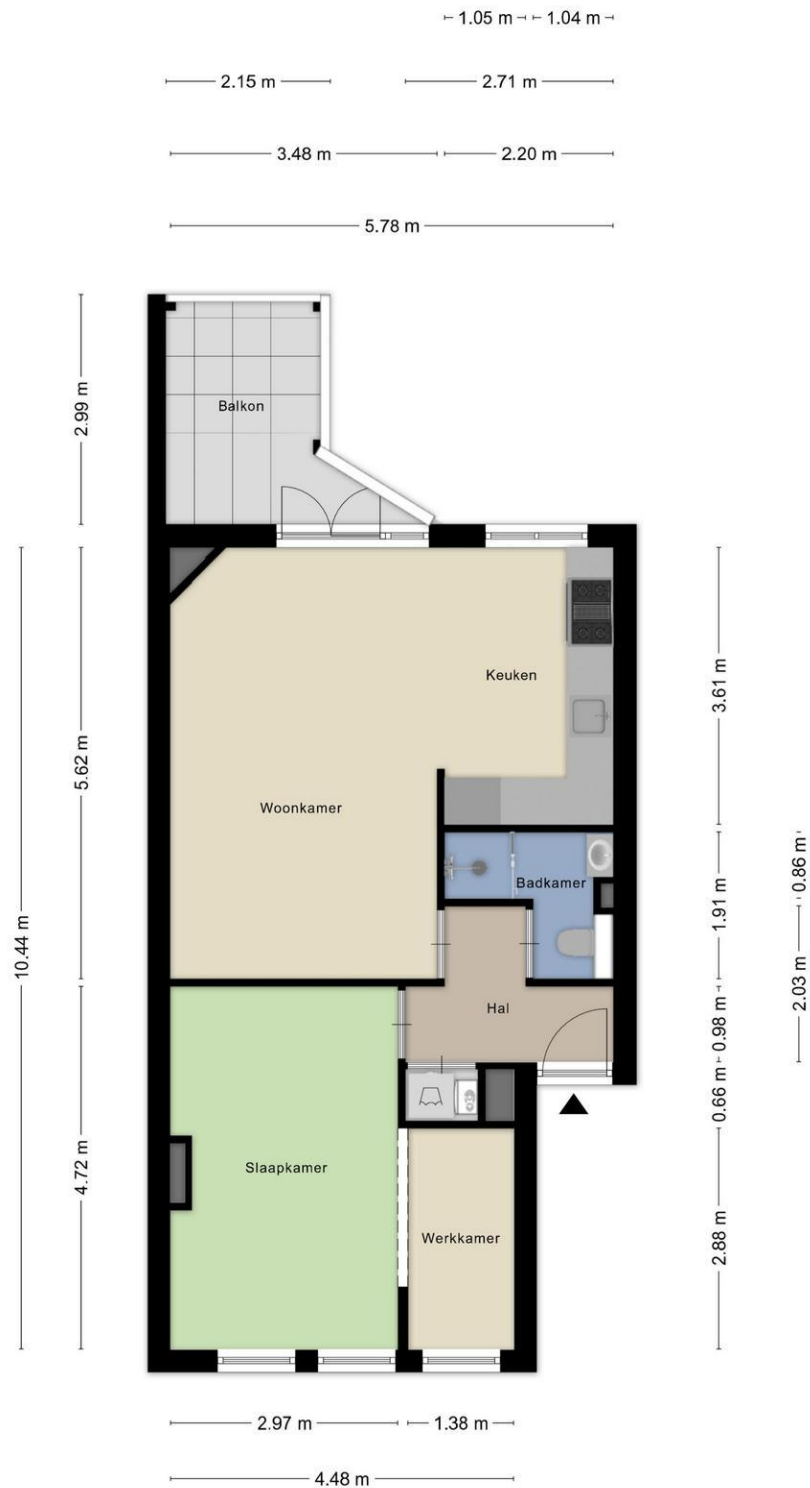 1.05 m 1.04 m
2.15 m 2.71 m
3.48 m 2.20 m
5.78 m
2.99 m
Balkon
10.44 m
5.62 m
Keuken
3.61 m
Woonkamer
Badkamer
1.91 m
0.86 m
Hal
0.98 m
2.03 m
0.66 m
4.72 m
Slaapkamer
Werkkamer
2.88 m
2.97 m 1.38 m
4.48 m